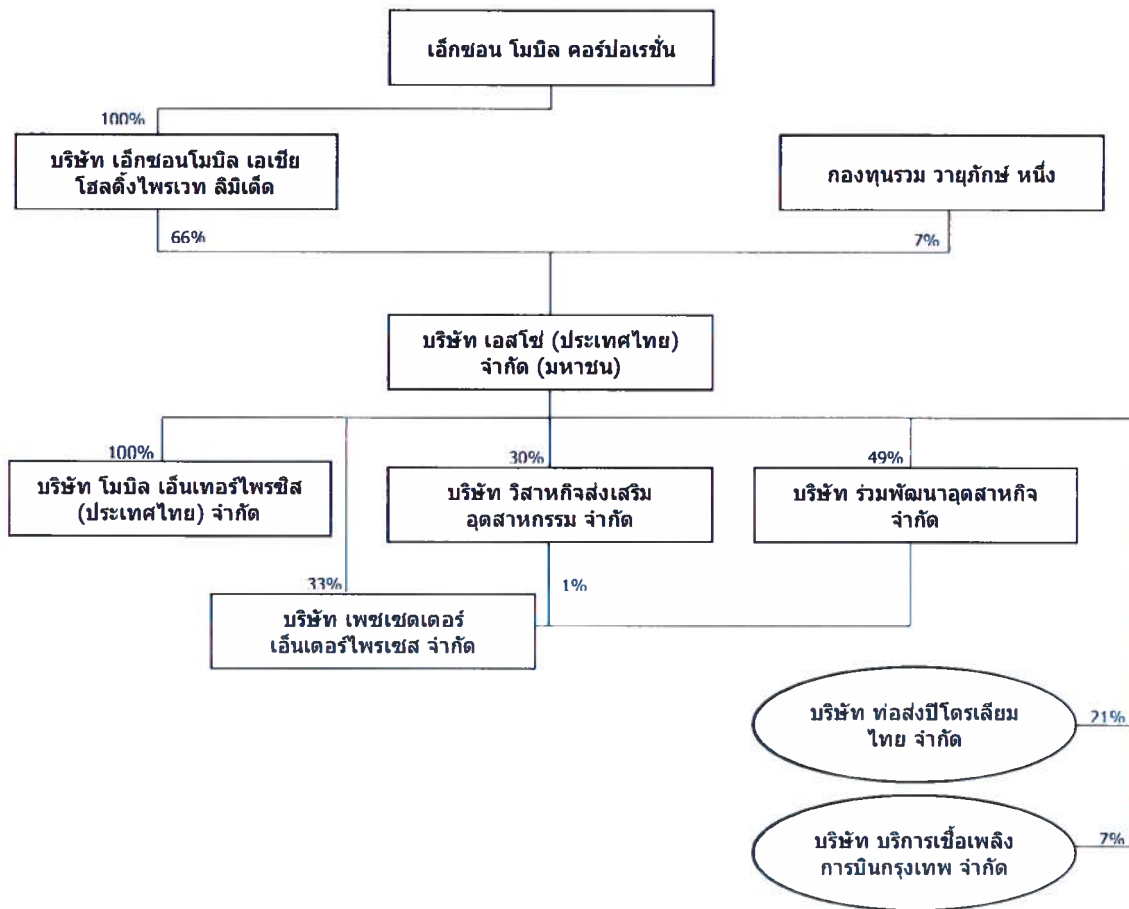 เอ็กซอน โมบิล คอร์ปอเรชั่น
100%
บริษัท เอ็กซอนโมบิล เอเชีย
โฮลดิ้งไพรเวท ลิมิเต็ด
กองทุนรวม วายุภักษ์ หนึ่ง
66%
7%
บริษัท เอสโซ่ (ประเทศไทย)
จำกัด (มหาชน)
100%
30%
49%
บริษัท โมบิล เอ็นเทอร์ไพรซิส
(ประเทศไทย) จำกัด
บริษัท วิสาหกิจส่งเสริม
อุตสาหกรรม จำกัด
บริษัท ร่วมพัฒนาอุตสาหกิจ
จำกัด
33%
1%
บริษัท เพซเซตเตอร์
เอ็นเตอร์ไพรเซส จำกัด
บริษัท ท่อส่งปิโตรเลียม
ไทย จำกัด
21%
บริษัท บริการเชื้อเพลิง
การบินกรุงเทพ จำกัด
7%